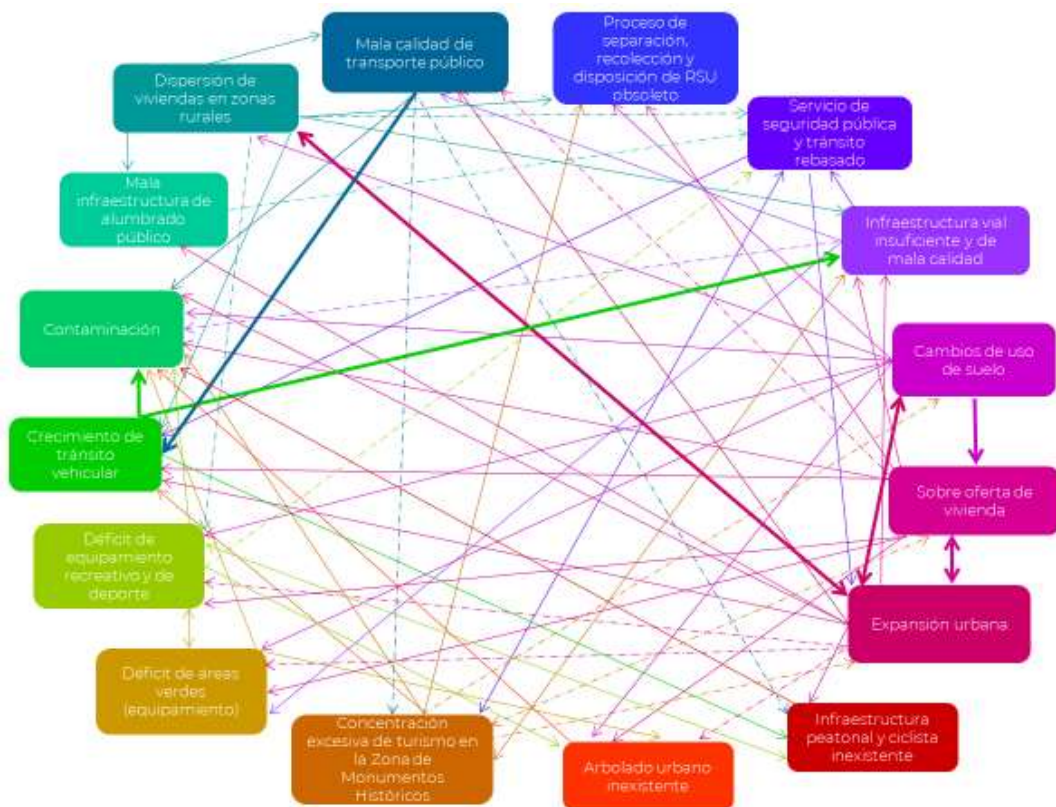 Mala calidad de
transporte público
Proceso de
separación,
recolección y
disposición de RSU
obsoleto
Dispersión de
viviendas en zonas
rurales
Servicio de
seguridad pública
y tránsito
rebasado
Mala
infraestructura de
alumbrado
público
Infraestructura vial
insuficiente y de
mala calidad
Contaminación
Cambios de uso
de suelo
Crecimiento de
tránsito
vehicular
Sobre oferta de
vivienda
Déficit de
equipamiento
recreativo y de
deporte
Expansión urbana
Déficit de áreas
verdes
(equipamiento)
Concentración
excesiva de turismo en
la Zona de
Monumentos
Históricos
Arbolado urbano
inexistente
Infraestructura
peatonal y ciclista
inexistente